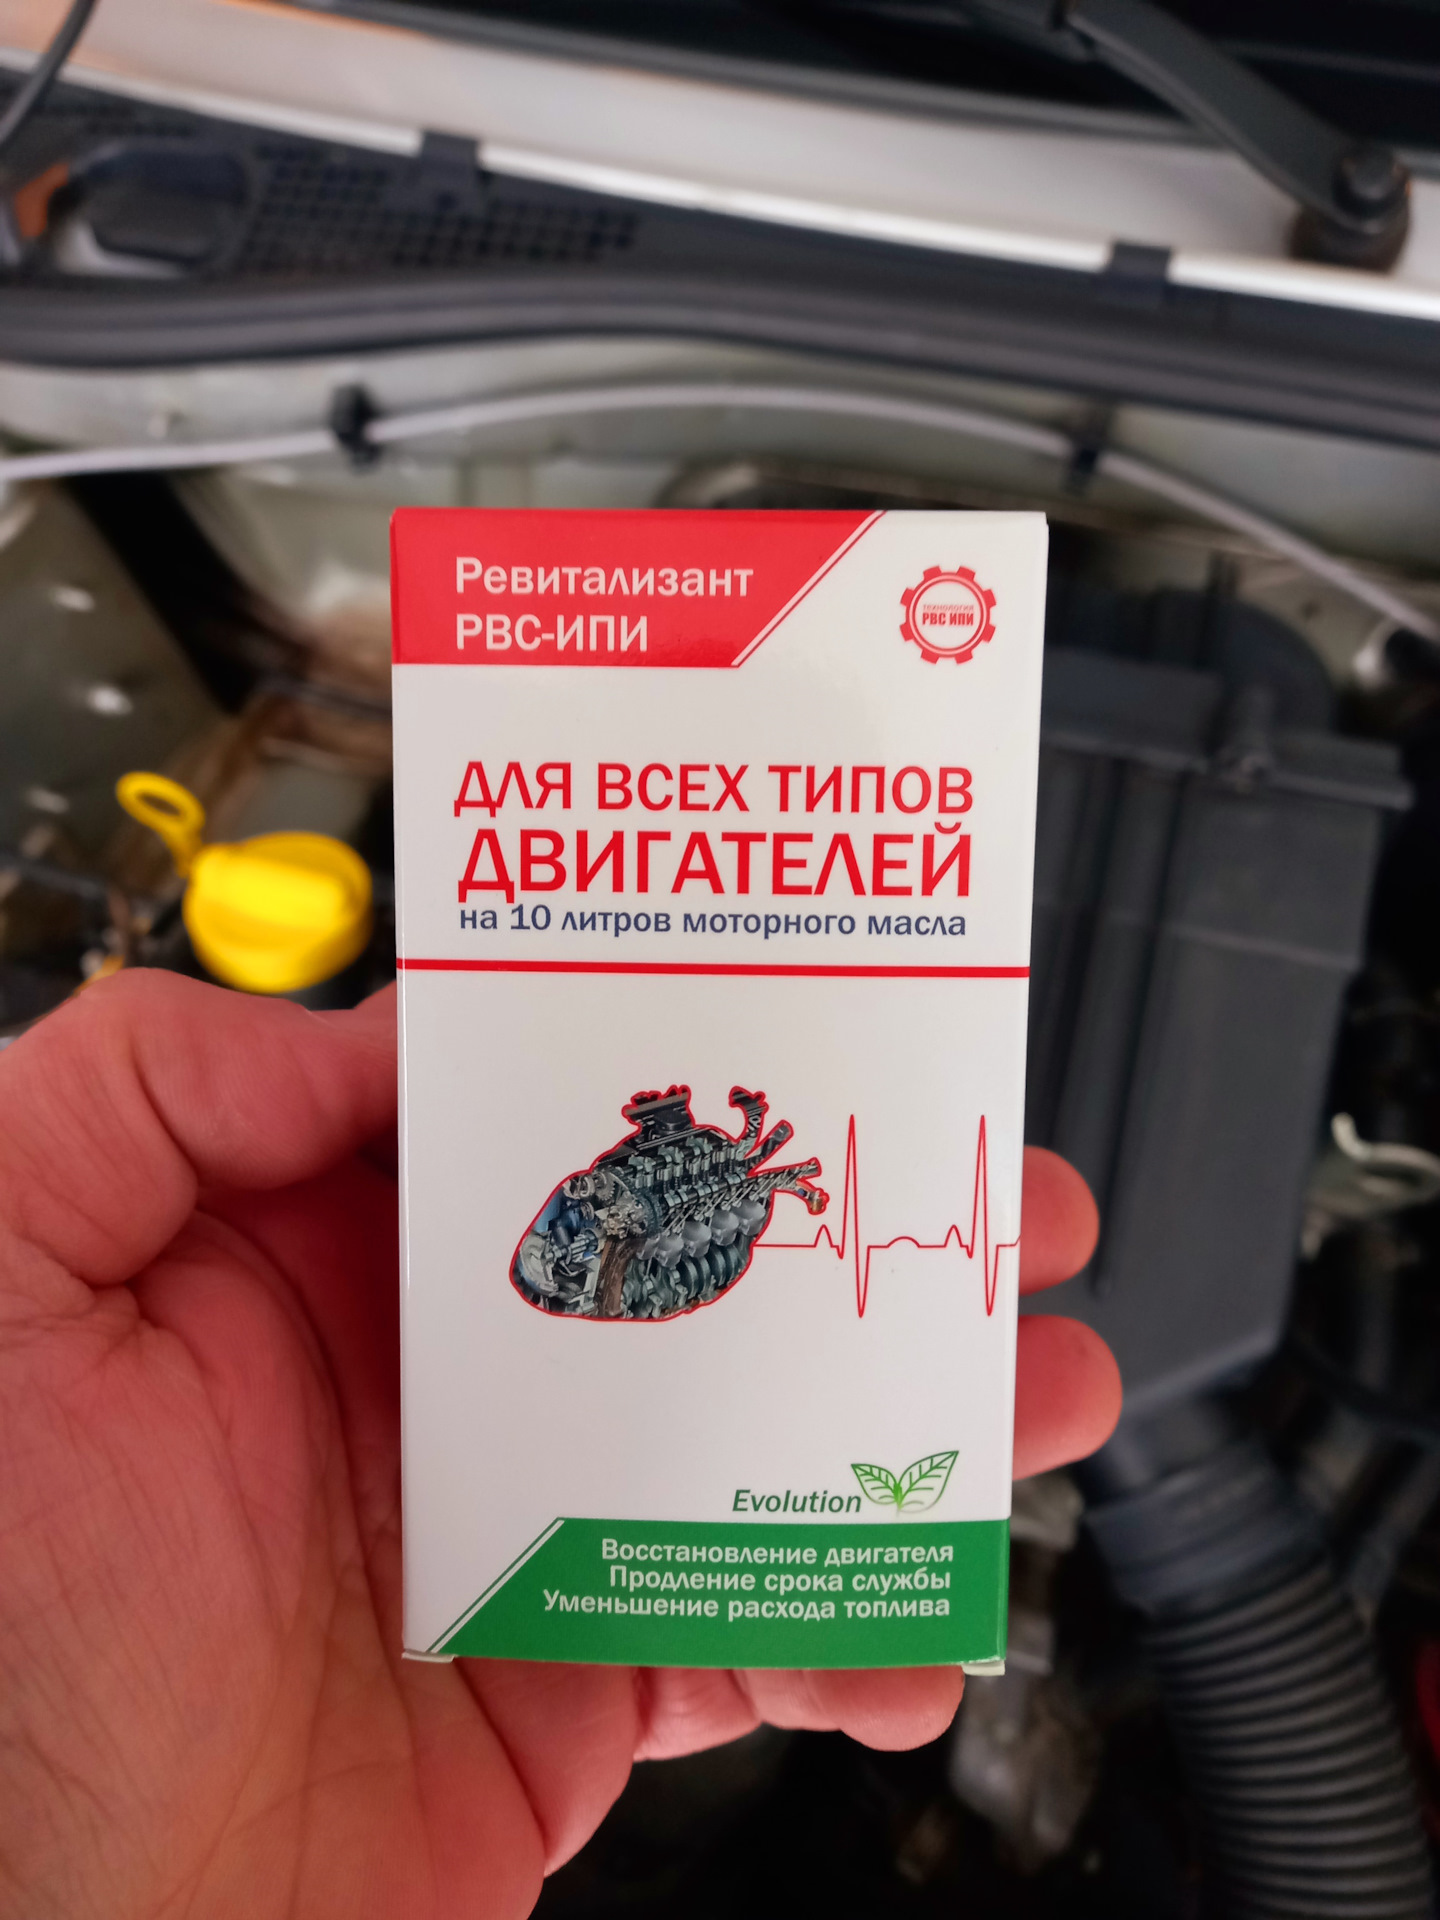 Ревитализант
РВС-ИПИ
ТЕХНОЛОГИЯ
РВС ИПИ
ДЛЯ ВСЕХ ТИПОВ
ДВИГАТЕЛЕЙ
на 10 литров моторного масла
Evolution
Восстановление двигателя
Продление срока службы
Уменьшение расхода топлива